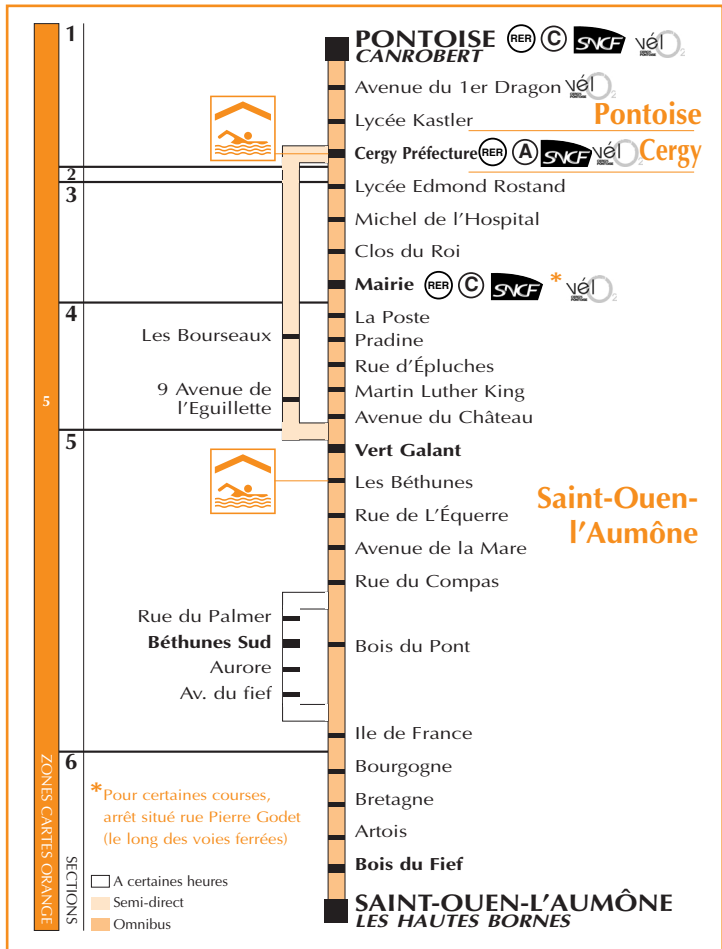 1
PONTOISE RER C SNCF vélO2
CANROBERT
Avenue du 1er Dragon vélO2
Lycée Kastler
Pontoise
Cergy Préfecture RER A SNCF vélO2
Cergy
2
3
Lycée Edmond Rostand
Michel de l'Hospital
Clos du Roi
Mairie RER C SNCF * vélO2
4
La Poste
Les Bourseaux
Pradine
Rue d'Épluches
9 Avenue de
l'Eguillette
5
Martin Luther King
Avenue du Château
5
Vert Galant
Les Béthunes
Saint-Ouen-
l'Aumône
Rue de L'Équerre
Avenue de la Mare
Rue du Compas
Rue du Palmer
Béthunes Sud
Bois du Pont
Aurore
Av. du fief
Ile de France
6
Bourgogne
Bretagne
Artois
Bois du Fief
SAINT-OUEN-L'AUMÔNE
LES HAUTES BORNES
*Pour certaines courses,
arrêt situé rue Pierre Godet
(le long des voies ferrées)
A certaines heures
Semi-direct
Omnibus
ZONES CARTES ORANGE
SECTIONS